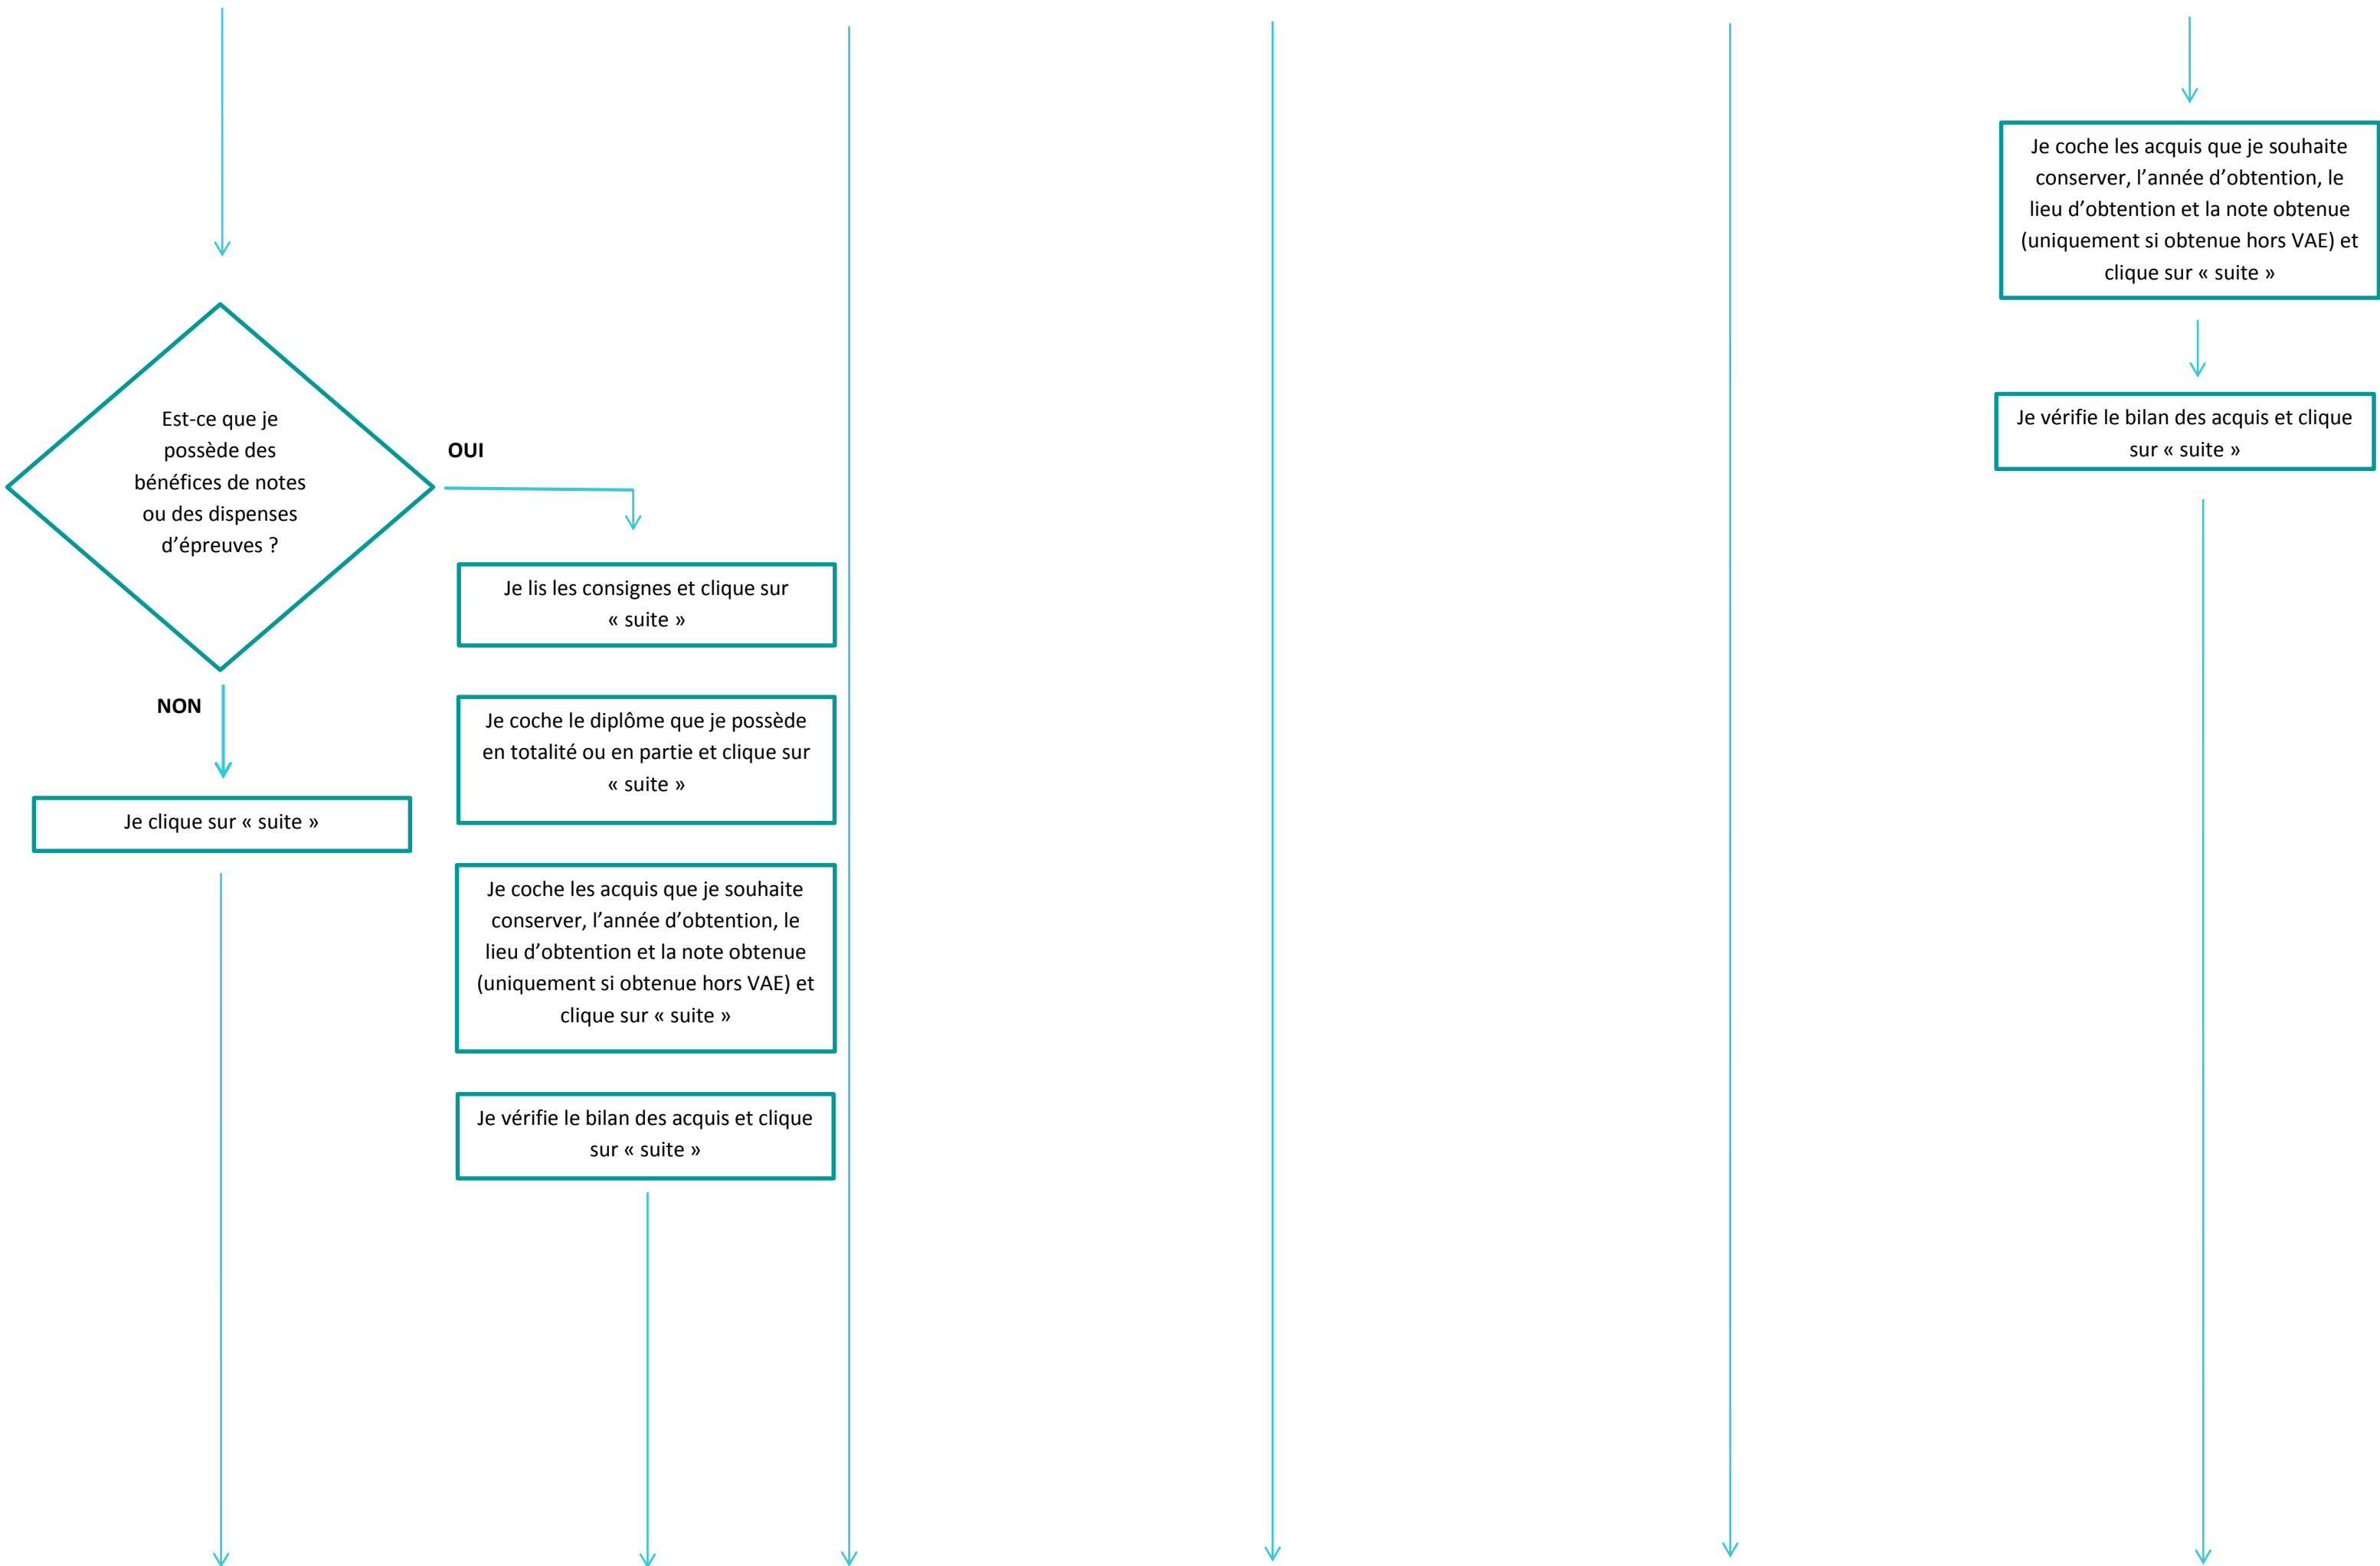 Est-ce que je
possède des
bénéfices de notes
ou des dispenses
d’épreuves ?
OUI
NON
Je clique sur « suite »
Je lis les consignes et clique sur
« suite »
Je coche le diplôme que je possède
en totalité ou en partie et clique sur
« suite »
Je coche les acquis que je souhaite
conserver, l’année d’obtention, le
lieu d’obtention et la note obtenue
(uniquement si obtenue hors VAE) et
clique sur « suite »
Je vérifie le bilan des acquis et clique
sur « suite »
Je coche les acquis que je souhaite
conserver, l’année d’obtention, le
lieu d’obtention et la note obtenue
(uniquement si obtenue hors VAE) et
clique sur « suite »
Je vérifie le bilan des acquis et clique
sur « suite »